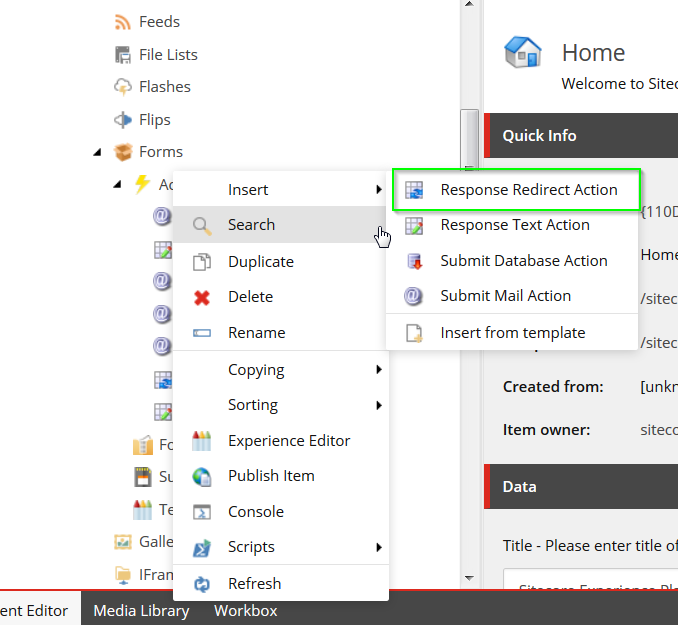 Feeds
File Lists
Flashes
Flips
Forms
Home
Welcome to Sitec
Quick Info
{110D
Home
/sitec
/sitec
Created from:
[unkn
Item owner:
siteco
Data
Title - Please enter title of
Insert
Search
Duplicate
Delete
Rename
Copying
Sorting
Experience Editor
Publish Item
Console
Scripts
Refresh
Response Redirect Action
Response Text Action
Submit Database Action
Submit Mail Action
Insert from template
Ac
Fo
Su
Te
Galle
IFram
ent Editor
Media Library
Workbox